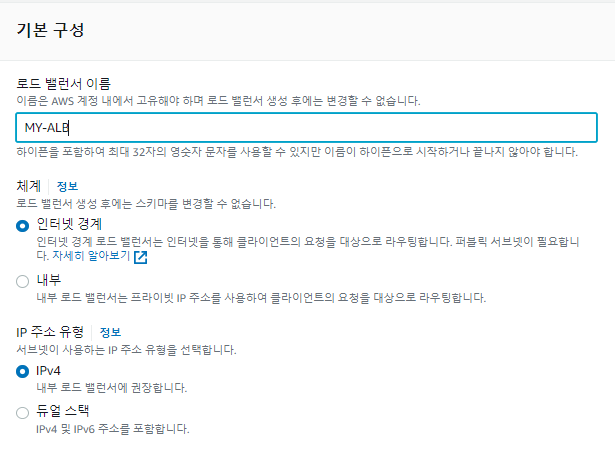 기본 구성
로드 밸런서 이름
이름은 AWS 계정 내에서 고유해야 하며 로드 밸런서 생성 후에는 변경할 수 없습니다.
MY-ALB
하이픈을 포함하여 최대 32자의 영숫자 문자를 사용할 수 있지만 이름이 하이픈으로 시작하거나 끝나지 않아야 합니다.
체계 정보
로드 밸런서 생성 후에는 스키마를 변경할 수 없습니다.
인터넷 경계
인터넷 경계 로드 밸런서는 인터넷을 통해 클라이언트의 요청을 대상으로 라우팅합니다. 퍼블릭 서브넷이 필요합니
다. 자세히 알아보기
내부
내부 로드 밸런서는 프라이빗 IP 주소를 사용하여 클라이언트의 요청을 대상으로 라우팅합니다.
IP 주소 유형 정보
서브넷이 사용하는 IP 주소 유형을 선택합니다.
IPv4
내부 로드 밸런서에 권장합니다.
듀얼 스택
IPv4 및 IPv6 주소를 포함합니다.